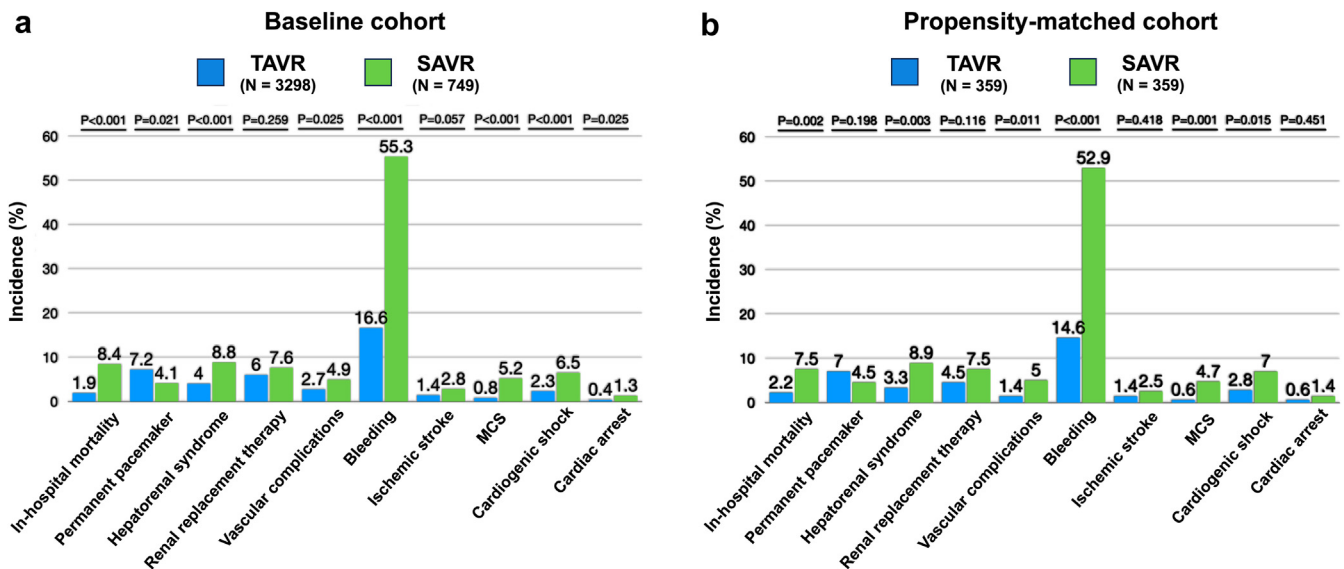 a
Baseline cohort
TAVR
(N = 3298)
SAVR
(N = 749)
P<0.001 P=0.021 P<0.001 P=0.259 P=0.025 P<0.001 P=0.057 P<0.001 P<0.001 P=0.025
Incidence (%)
60
50
40
30
20
10
0
1.9 8.4 7.2 4.1 4 8.8 6 7.6 2.7 4.9 16.6 55.3 1.4 2.8 0.8 5.2 2.3 6.5 0.4 1.3
In-hospital mortality
Permanent pacemaker
Hepatorenal syndrome
Renal replacement therapy
Vascular complications
Bleeding
Ischemic stroke
MCS
Cardiogenic shock
Cardiac arrest
b
Propensity-matched cohort
TAVR
(N = 359)
SAVR
(N = 359)
P=0.002 P=0.198 P=0.003 P=0.116 P=0.011 P<0.001 P=0.418 P=0.001 P=0.015 P=0.451
Incidence (%)
60
50
40
30
20
10
0
2.2 7.5 7 4.5 3.3 8.9 4.5 7.5 1.4 5 14.6 52.9 1.4 2.5 0.6 4.7 2.8 7 0.6 1.4
In-hospital mortality
Permanent pacemaker
Hepatorenal syndrome
Renal replacement therapy
Vascular complications
Bleeding
Ischemic stroke
MCS
Cardiogenic shock
Cardiac arrest